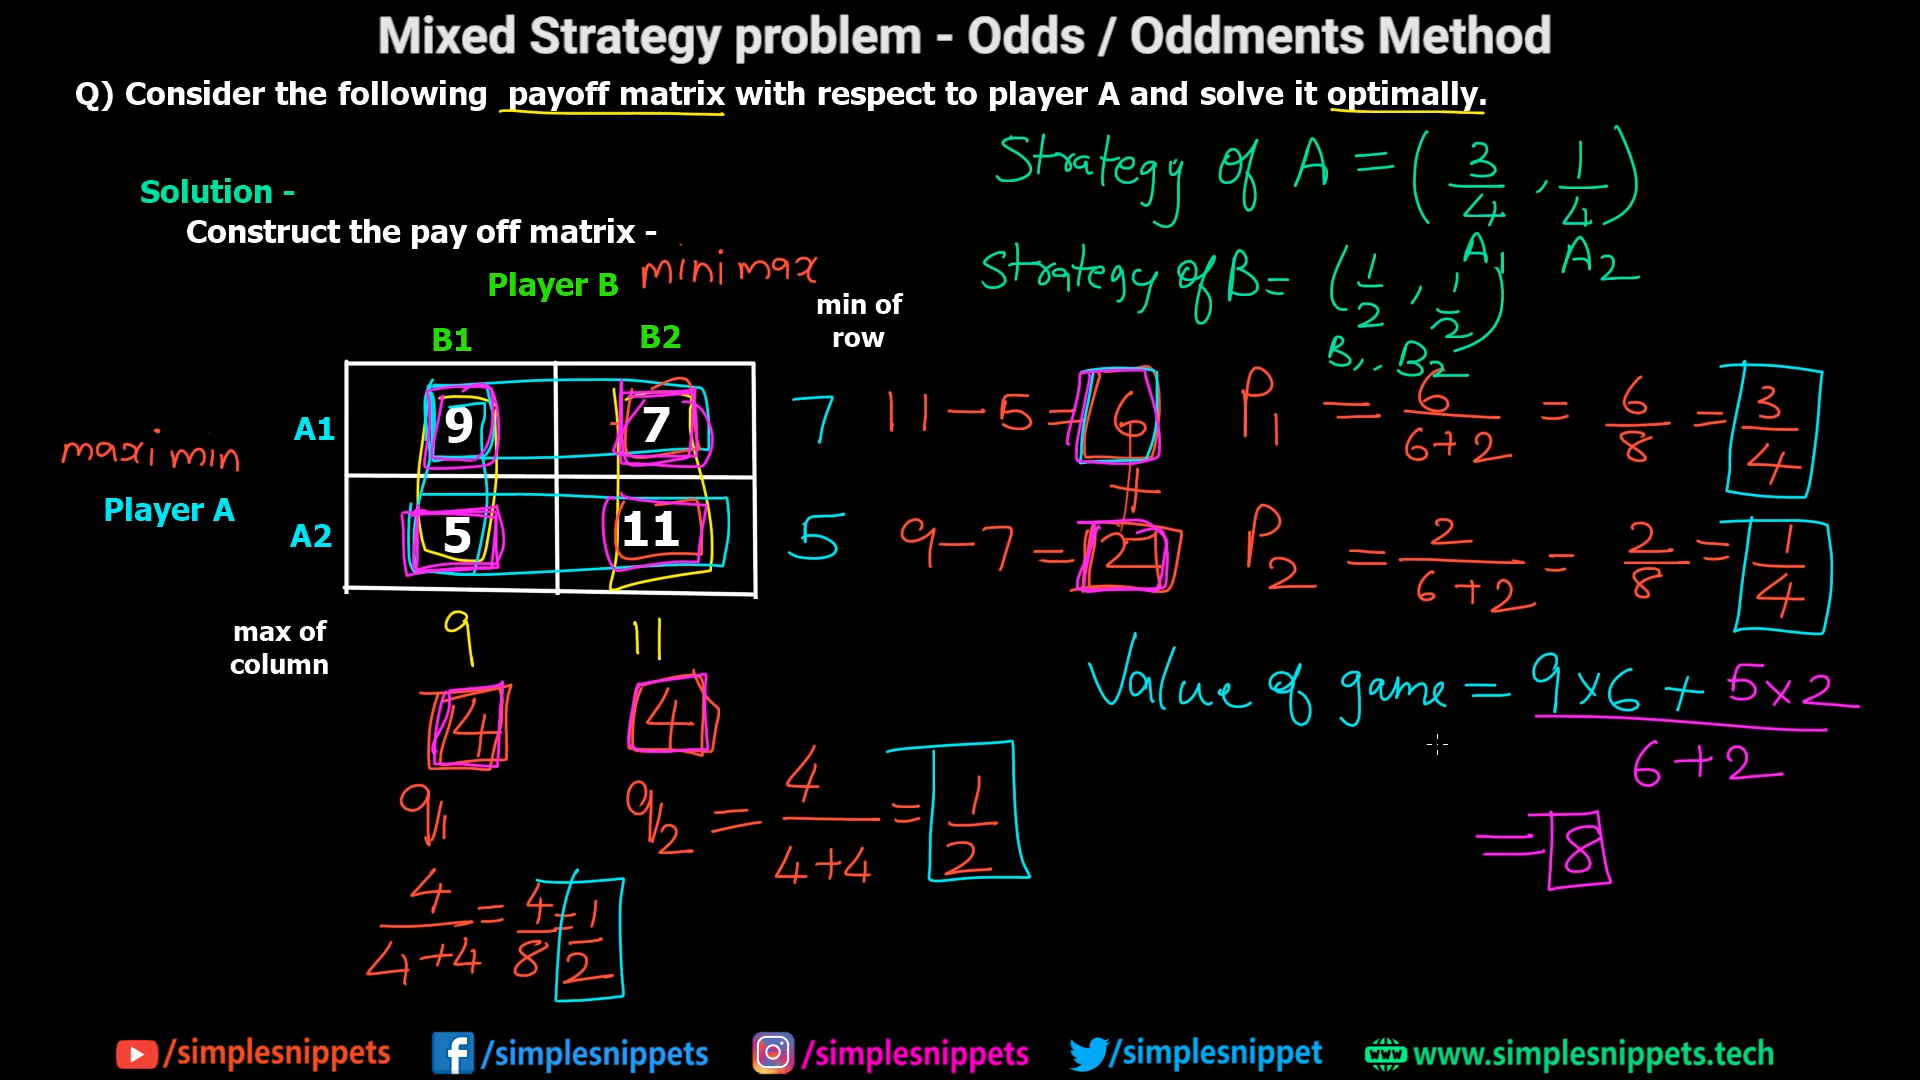 Mixed Strategy problem - Odds / Oddments Method
Q) Consider the following payoff matrix with respect to player A and solve it optimally.
Strategy of A = ( 3/4 , 1/4 )
A1 A2
Solution -
Construct the pay off matrix -
Strategy of B = ( 1/2 , 1/2 )
B1, B2
Player B minimax
min of
row
B1 B2
A1 9 7 7 11-5= 6 P1 = 6/6+2 = 6/8 = 3/4
maximin
+
Player A
A2 5 11 5 9-7= 2 P2 = 2/6+2 = 2/8 = 1/4
max of
column
9 11
4 4
Value of game = 9x6 + 5x2 / 6+2
= 8
q1 q2 = 4/4+4 = 1/2
4/4+4 = 4/8 = 1/2
/simplesnippets /simplesnippets /simplesnippets /simplesnippet www.simplesnippets.tech